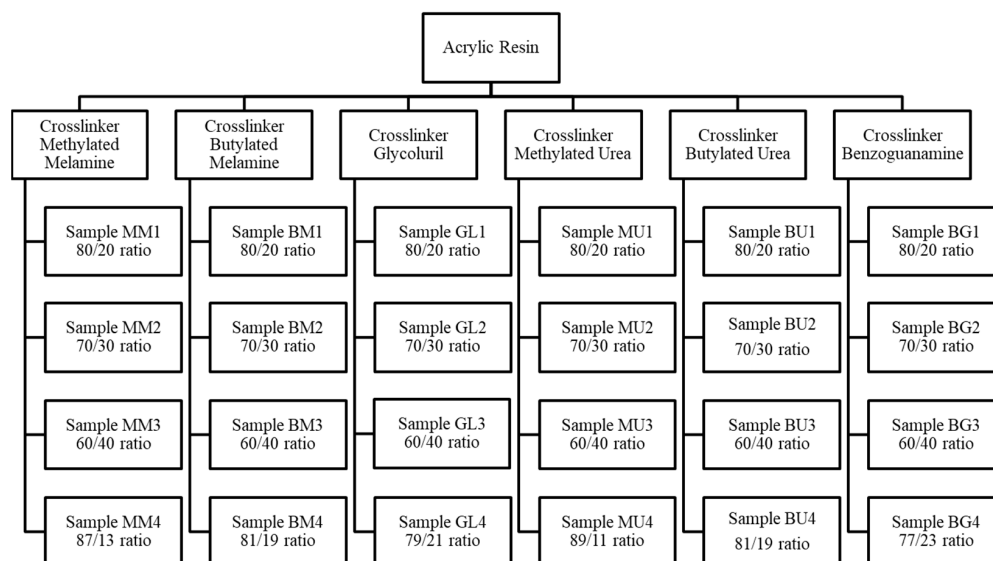 Acrylic Resin
Crosslinker
Methylated
Melamine
Crosslinker
Butylated
Melamine
Crosslinker
Glycoluril
Crosslinker
Methylated Urea
Crosslinker
Butylated Urea
Crosslinker
Benzoguanamine
Sample MM1
80/20 ratio
Sample BM1
80/20 ratio
Sample GL1
80/20 ratio
Sample MU1
80/20 ratio
Sample BU1
80/20 ratio
Sample BG1
80/20 ratio
Sample MM2
70/30 ratio
Sample BM2
70/30 ratio
Sample GL2
70/30 ratio
Sample MU2
70/30 ratio
Sample BU2
70/30 ratio
Sample BG2
70/30 ratio
Sample MM3
60/40 ratio
Sample BM3
60/40 ratio
Sample GL3
60/40 ratio
Sample MU3
60/40 ratio
Sample BU3
60/40 ratio
Sample BG3
60/40 ratio
Sample MM4
87/13 ratio
Sample BM4
81/19 ratio
Sample GL4
79/21 ratio
Sample MU4
89/11 ratio
Sample BU4
81/19 ratio
Sample BG4
77/23 ratio